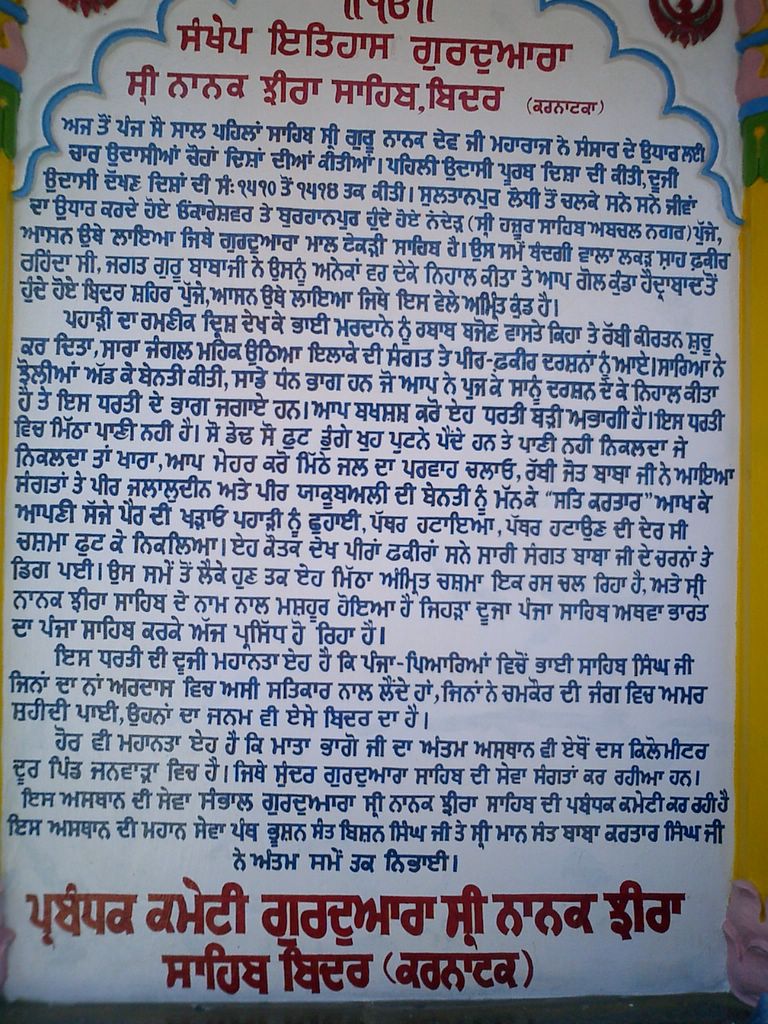 ॥੧ਓ॥
ਸੰਖੇਪ ਇਤਿਹਾਸ ਗੁਰਦੁਆਰਾ
ਸ੍ਰੀ ਨਾਨਕ ਝੀਰਾ ਸਾਹਿਬ,ਬਿਦਰ (ਕਰਨਾਟਕਾ)
ਅਜ ਤੋਂ ਪੰਜ ਸੌ ਸਾਲ ਪਹਿਲਾਂ ਸਾਹਿਬ ਸ੍ਰੀ ਗੁਰੂ ਨਾਨਕ ਦੇਵ ਜੀ ਮਹਾਰਾਜ ਨੇ ਸੰਸਾਰ ਦੇ ਉਧਾਰ ਲਈ
ਚਾਰ ਉਦਾਸੀਆਂ ਚੋਹਾਂ ਦਿਸ਼ਾਂ ਦੀਆਂ ਕੀਤੀਆਂ। ਪਹਿਲੀ ਉਦਾਸੀ ਪੂਰਬ ਦਿਸ਼ਾ ਦੀ ਕੀਤੀ,ਦੂਜੀ
ਉਦਾਸੀ ਦੱਖਣ ਦਿਸ਼ਾਂ ਦੀ ਸੰ: ੧੫੧੦ ਤੋਂ ੧੫੧੪ ਤਕ ਕੀਤੀ। ਸੁਲਤਾਨਪੁਰ ਲੋਧੀ ਤੋਂ ਚਲਕੇ ਸਨੇ ਸਨੇ ਜੀਵਾਂ
ਦਾ ਉਧਾਰ ਕਰਦੇ ਹੋਏ ਓਂਕਾਰੇਸ਼ਵਰ ਤੇ ਬੁਰਹਾਨਪੁਰ ਹੁੰਦੇ ਹੋਏ ਨੰਦੇੜ (ਸ੍ਰੀ ਹਜ਼ੂਰ ਸਾਹਿਬ ਅਬਚਲ ਨਗਰ) ਪੁੱਜੇ,
ਆਸਨ ਉਥੇ ਲਾਇਆ ਜਿਥੇ ਗੁਰਦੁਆਰਾ ਮਾਲ ਟੇਕੜੀ ਸਾਹਿਬ ਹੈ। ਉਸ ਸਮੇਂ ਬੰਦਗੀ ਵਾਲਾ ਲਕੜ ਸ਼ਾਹ ਫ਼ਕੀਰ
ਰਹਿੰਦਾ ਸੀ, ਜਗਤ ਗੁਰੂ ਬਾਬਾਜੀ ਨੇ ਉਸਨੂੰ ਅਨੇਕਾਂ ਵਰ ਦੇਕੇ ਨਿਹਾਲ ਕੀਤਾ ਤੇ ਆਪ ਗੋਲ ਕੁੰਡਾ ਹੈਦ੍ਰਾਬਾਦ ਤੋਂ
ਹੁੰਦੇ ਹੋਏ ਬਿਦਰ ਸ਼ਹਿਰ ਪੁੱਜੇ,ਆਸਨ ਉਥੇ ਲਾਇਆ ਜਿਥੇ ਇਸ ਵੇਲੇ ਅਮ੍ਰਿਤ ਕੁੰਡ ਹੈ।
ਪਹਾੜੀ ਦਾ ਰਮਣੀਕ ਦ੍ਰਿਸ਼ ਦੇਖਕੇ ਭਾਈ ਮਰਦਾਨੇ ਨੂੰ ਰਬਾਬ ਬਜੇਣ ਵਾਸਤੇ ਕਿਹਾ ਤੇ ਰੱਬੀ ਕੀਰਤਨ ਸ਼ੁਰੂ
ਕਰ ਦਿਤਾ,ਸਾਰਾ ਜੰਗਲ ਮਹਿਕ ਉਠਿਆ ਇਲਾਕੇ ਦੀ ਸੰਗਤ ਤੇ ਪੀਰ-ਫ਼ਕੀਰ ਦਰਸ਼ਨਾਂ ਨੂੰ ਆਏ।ਸਾਰਿਆ ਨੇ
ਝੋਲੀਆਂ ਅੱਡ ਕੇ ਬੇਨਤੀ ਕੀਤੀ, ਸਾਡੇ ਧੰਨ ਭਾਗ ਹਨ ਜੋ ਆਪ ਨੇ ਪੁਜ ਕੇ ਸਾਨੂੰ ਦਰਸ਼ਨ ਦੇ ਕੇ ਨਿਹਾਲ ਕੀਤਾ
ਹੈ ਤੇ ਇਸ ਧਰਤੀ ਦੇ ਭਾਗ ਜਗਾਏ ਹਨ।ਆਪ ਬਖਸ਼ਸ਼ ਕਰੋ ਏਹ ਧਰਤੀ ਬੜੀ ਅਭਾਗੀ ਹੈ।ਇਸ ਧਰਤੀ
ਵਿਚ ਮਿੱਠਾ ਪਾਣੀ ਨਹੀ ਹੈ। ਸੌ ਡੇਢ ਸੌ ਫੁਟ ਡੂੰਗੇ ਖੂਹ ਪੁਟਨੇ ਪੈਂਦੇ ਹਨ ਤੇ ਪਾਣੀ ਨਹੀ ਨਿਕਲਦਾ ਜੇ
ਨਿਕਲਦਾ ਤਾਂ ਖਾਰਾ,ਆਪ ਮੇਹਰ ਕਰੋ ਮਿੱਠੇ ਜਲ ਦਾ ਪਰਵਾਹ ਚਲਾਓ, ਰੱਬੀ ਜੋਤ ਬਾਬਾ ਜੀ ਨੇ ਆਇਆ
ਸੰਗਤਾਂ ਤੇ ਪੀਰ ਜਲਾਲੁਦੀਨ ਅਤੇ ਪੀਰ ਯਾਕੂਬਅਲੀ ਦੀ ਬੇਨਤੀ ਨੂੰ ਮੰਨਕੇ "ਸਤਿ ਕਰਤਾਰ" ਆਖ ਕੇ
ਆਪਣੀ ਸੱਜੇ ਪੈਰ ਦੀ ਖੜਾਓ ਪਹਾੜੀ ਨੂੰ ਛੁਹਾਈ, ਪੱਥਰ ਹਟਾਇਆ, ਪੱਥਰ ਹਟਾਉਣ ਦੀ ਦੇਰ ਸੀ
ਚਸ਼ਮਾ ਫੁਟ ਕੇ ਨਿਕਲਿਆ। ਏਹ ਕੌਤਕ ਦੇਖ ਪੀਰਾਂ ਫ਼ਕੀਰਾਂ ਸਨੇ ਸਾਰੀ ਸੰਗਤ ਬਾਬਾ ਜੀ ਦੇ ਚਰਨਾਂ ਤੇ
ਡਿਗ ਪਈ। ਉਸ ਸਮੇਂ ਤੋਂ ਲੈਕੇ ਹੁਣ ਤਕ ਏਹ ਮਿੱਠਾ ਅੰਮ੍ਰਿਤ ਚਸ਼ਮਾ ਇਕ ਰਸ ਚਲ ਰਿਹਾ ਹੈ, ਅਤੇ ਸ੍ਰੀ
ਨਾਨਕ ਝੀਰਾ ਸਾਹਿਬ ਦੇ ਨਾਮ ਨਾਲ ਮਸ਼ਹੂਰ ਹੋਇਆ ਹੈ ਜਿਹੜਾ ਦੂਜਾ ਪੰਜਾ ਸਾਹਿਬ ਅਥਵਾ ਭਾਰਤ
ਦਾ ਪੰਜਾ ਸਾਹਿਬ ਕਰਕੇ ਅੱਜ ਪ੍ਰਸਿੱਧ ਹੋ ਰਿਹਾ ਹੈ।
ਇਸ ਧਰਤੀ ਦੀ ਦੂਜੀ ਮਹਾਨਤਾ ਏਹ ਹੈ ਕਿ ਪੰਜਾ-ਪਿਆਰਿਆਂ ਵਿਚੋਂ ਭਾਈ ਸਾਹਿਬ ਸਿੰਘ ਜੀ
ਜਿਨਾਂ ਦਾ ਨਾਂ ਅਰਦਾਸ ਵਿਚ ਅਸੀ ਸਤਿਕਾਰ ਨਾਲ ਲੈਂਦੇ ਹਾਂ,ਜਿਨਾਂ ਨੇ ਚਮਕੌਰ ਦੀ ਜੰਗ ਵਿਚ ਅਮਰ
ਸ਼ਹੀਦੀ ਪਾਈ,ਉਹਨਾਂ ਦਾ ਜਨਮ ਵੀ ਏਸੇ ਬਿਦਰ ਦਾ ਹੈ।
ਹੋਰ ਵੀ ਮਹਾਨਤਾ ਏਹ ਹੈ ਕਿ ਮਾਤਾ ਭਾਗੋ ਜੀ ਦਾ ਅੰਤਮ ਅਸਥਾਨ ਵੀ ਏਥੋਂ ਦਸ ਕਿਲੋਮੀਟਰ
ਦੂਰ ਪਿੰਡ ਜਨਵਾੜਾ ਵਿਚ ਹੈ। ਜਿਥੇ ਸੁੰਦਰ ਗੁਰਦੁਆਰਾ ਸਾਹਿਬ ਦੀ ਸੇਵਾ ਸੰਗਤਾਂ ਕਰ ਰਹੀਆ ਹਨ।
ਇਸ ਅਸਥਾਨ ਦੀ ਸੇਵਾ ਸੰਭਾਲ ਗੁਰਦੁਆਰਾ ਸ੍ਰੀ ਨਾਨਕ ਝੀਰਾ ਸਾਹਿਬ ਦੀ ਪ੍ਰਬੰਧਕ ਕਮੇਟੀ ਕਰ ਰਹੀ ਹੈ
ਇਸ ਅਸਥਾਨ ਦੀ ਮਹਾਨ ਸੇਵਾ ਪੰਥ ਭੂਸ਼ਨ ਸੰਤ ਬਿਸ਼ਨ ਸਿੰਘ ਜੀ ਤੇ ਸ੍ਰੀ ਮਾਨ ਸੰਤ ਬਾਬਾ ਕਰਤਾਰ ਸਿੰਘ ਜੀ
ਨੇ ਅੰਤਮ ਸਮੇਂ ਤਕ ਨਿਭਾਈ।
ਪ੍ਰਬੰਧਕ ਕਮੇਟੀ ਗੁਰਦੁਆਰਾ ਸ੍ਰੀ ਨਾਨਕ ਝੀਰਾ
ਸਾਹਿਬ ਬਿਦਰ (ਕਰਨਾਟਕ)